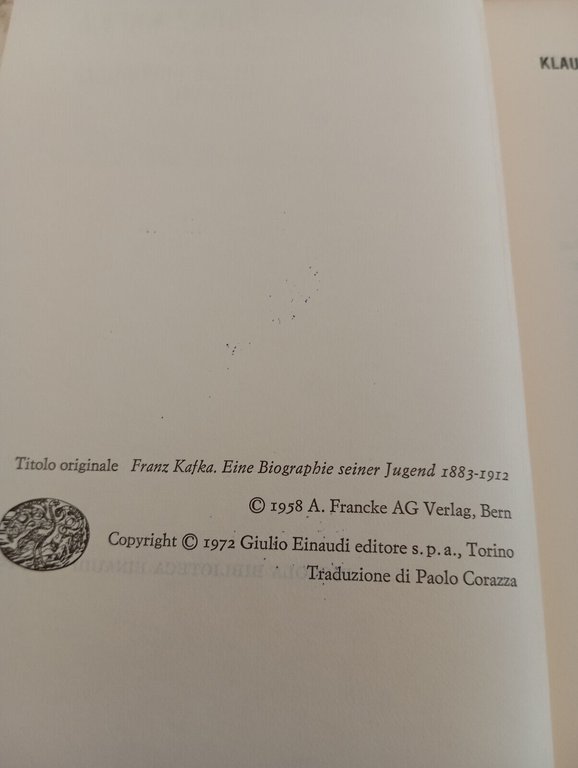 KLAU
Titolo originale Franz Kafka. Eine Biographie seiner Jugend 1883-1912
© 1958 A. Francke AG Verlag, Bern
Copyright © 1972 Giulio Einaudi editore s. p. a., Torino
Traduzione di Paolo Corazza